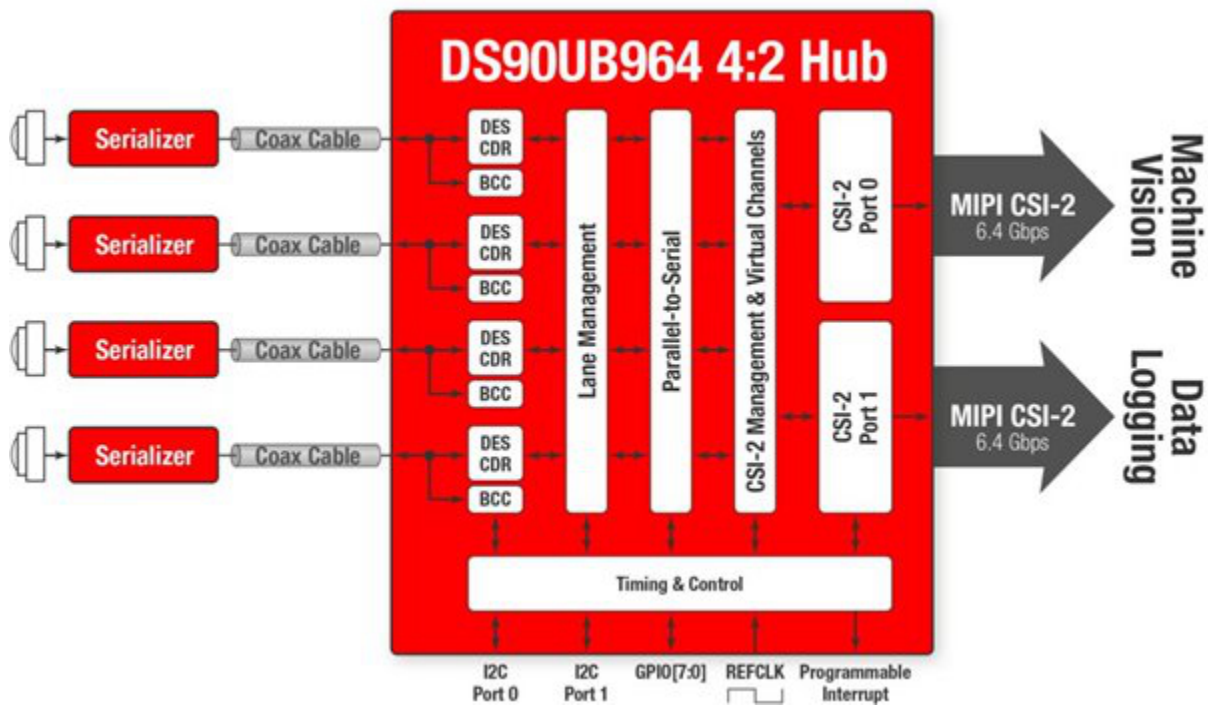 DS90UB964 4:2 Hub
Serializer
Coax Cable
DES
CDR
BCC
Serializer
Coax Cable
DES
CDR
BCC
Serializer
Coax Cable
DES
CDR
BCC
Serializer
Coax Cable
DES
CDR
BCC
Lane Management
Parallel-to-Serial
CSI-2 Management & Virtual Channels
CSI-2
Port 0
CSI-2
Port 1
MIPI CSI-2
6.4 Gbps
Machine
Vision
MIPI CSI-2
6.4 Gbps
Data
Logging
Timing & Control
I2C
Port 0
I2C
Port 1
GPIO[7:0]
REFCLK
Programmable
Interrupt